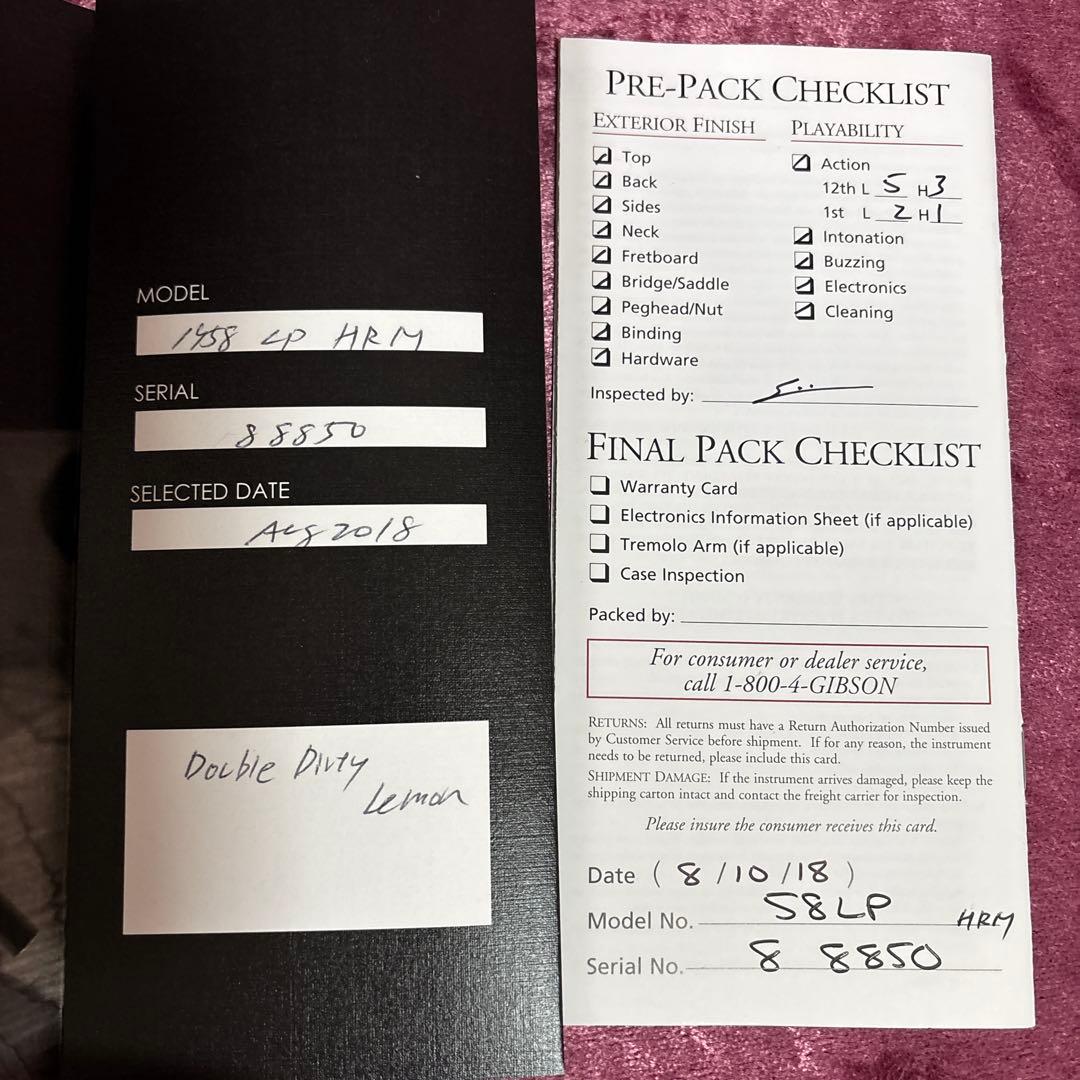 MODEL
1958 LP HRM
SERIAL
8 8850
SELECTED DATE
Aug 2018
Double Dirty
Lemon
PRE-PACK CHECKLIST
EXTERIOR FINISH
Top
Back
Sides
Neck
Fretboard
Bridge/Saddle
Peghead/Nut
Binding
Hardware
PLAYABILITY
Action
12th L 5 H 3
1st L 2 H 1
Intonation
Buzzing
Electronics
Cleaning
Inspected by:
FINAL PACK CHECKLIST
Warranty Card
Electronics Information Sheet (if applicable)
Tremolo Arm (if applicable)
Case Inspection
Packed by:
For consumer or dealer service,
call 1-800-4-GIBSON
RETURNS: All returns must have a Return Authorization Number issued
by Customer Service before shipment. If for any reason, the instrument
needs to be returned, please include this card.
SHIPMENT DAMAGE: If the instrument arrives damaged, please keep the
shipping carton intact and contact the freight carrier for inspection.
Please insure the consumer receives this card.
Date ( 8 / 10 / 18 )
Model No. 58LP HRM
Serial No. 8 8850